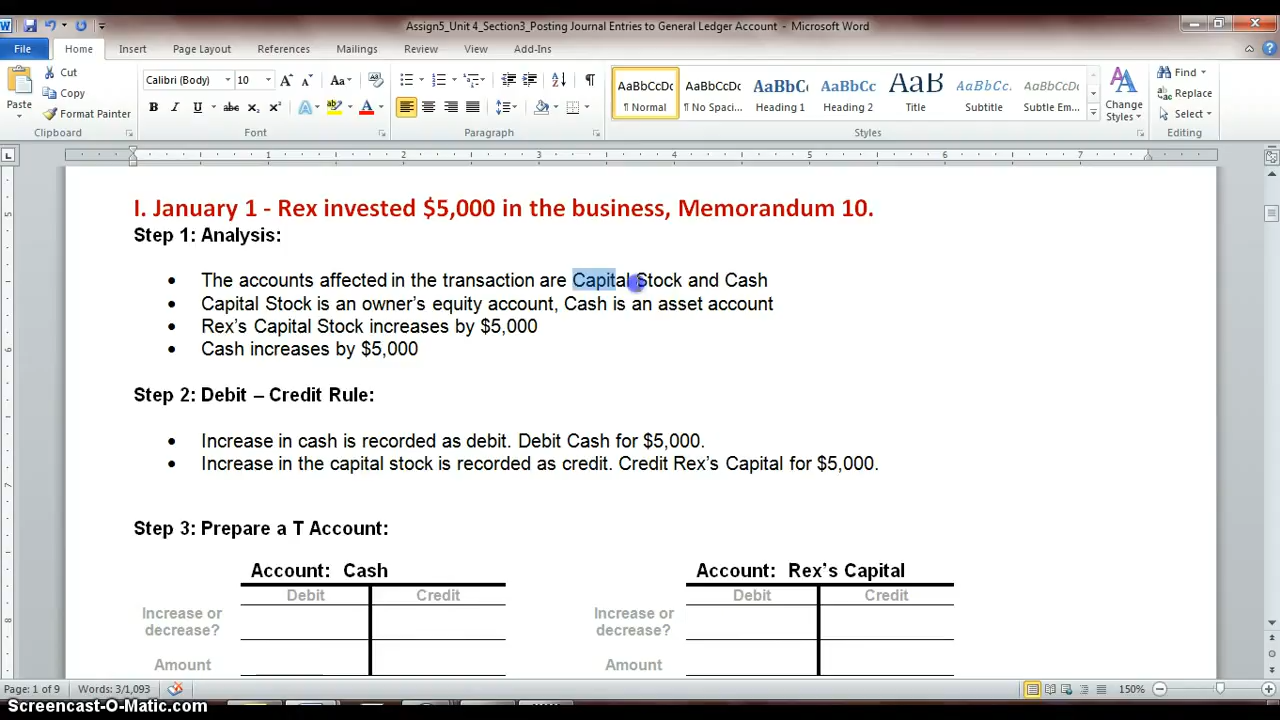 Assign5_Unit 4_Section3_Posting Journal Entries to General Ledger Account - Microsoft Word
File Home Insert Page Layout References Mailings Review View Add-Ins
Paste
Cut
Copy
Format Painter
Clipboard
Calibri (Body) 10
Font
Paragraph
AaBbCcDc AaBbCcDc AaBbC AaBbCc AaB AaBbCc. AaBbCcDc
¶ Normal ¶ No Spaci... Heading 1 Heading 2 Title Subtitle Subtle Em...
Styles
Change Styles
Find
Replace
Select
Editing
1 2 3 4 5 6 7
I. January 1 - Rex invested $5,000 in the business, Memorandum 10.
Step 1: Analysis:
• The accounts affected in the transaction are Capital Stock and Cash
• Capital Stock is an owner’s equity account, Cash is an asset account
• Rex’s Capital Stock increases by $5,000
• Cash increases by $5,000
Step 2: Debit – Credit Rule:
• Increase in cash is recorded as debit. Debit Cash for $5,000.
• Increase in the capital stock is recorded as credit. Credit Rex’s Capital for $5,000.
Step 3: Prepare a T Account:
Account: Cash
Debit Credit
Increase or
decrease?
Amount
Account: Rex’s Capital
Debit Credit
Increase or
decrease?
Amount
Page: 1 of 9 Words: 3/1,093
150%
Screencast-O-Matic.com